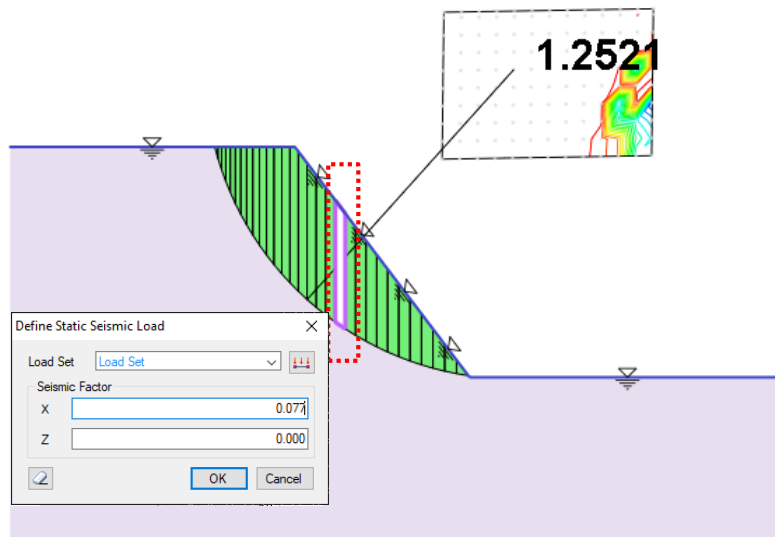 1.2521
Define Static Seismic Load
Load Set Load Set
Seismic Factor
X 0.077
Z 0.000
OK Cancel